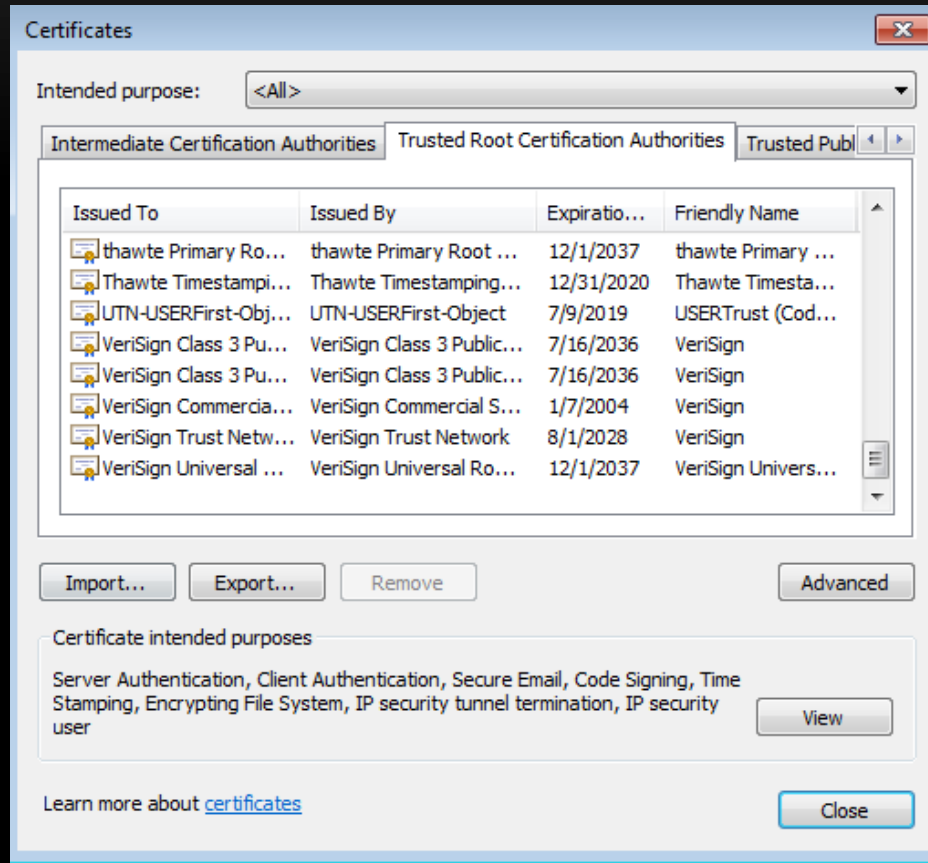 Certificates
Intended purpose: <All>
Intermediate Certification Authorities Trusted Root Certification Authorities Trusted Publ
Issued To Issued By Expiratio... Friendly Name
thawte Primary Ro... thawte Primary Root ... 12/1/2037 thawte Primary ...
Thawte Timestampi... Thawte Timestamping... 12/31/2020 Thawte Timesta...
UTN-USERFirst-Obj... UTN-USERFirst-Object 7/9/2019 USERTrust (Cod...
VeriSign Class 3 Pu... VeriSign Class 3 Public... 7/16/2036 VeriSign
VeriSign Class 3 Pu... VeriSign Class 3 Public... 7/16/2036 VeriSign
VeriSign Commercia... VeriSign Commercial S... 1/7/2004 VeriSign
VeriSign Trust Netw... VeriSign Trust Network 8/1/2028 VeriSign
VeriSign Universal ... VeriSign Universal Ro... 12/1/2037 VeriSign Univers...
Import... Export... Remove Advanced
Certificate intended purposes
Server Authentication, Client Authentication, Secure Email, Code Signing, Time
Stamping, Encrypting File System, IP security tunnel termination, IP security
user
View
Learn more about certificates
Close